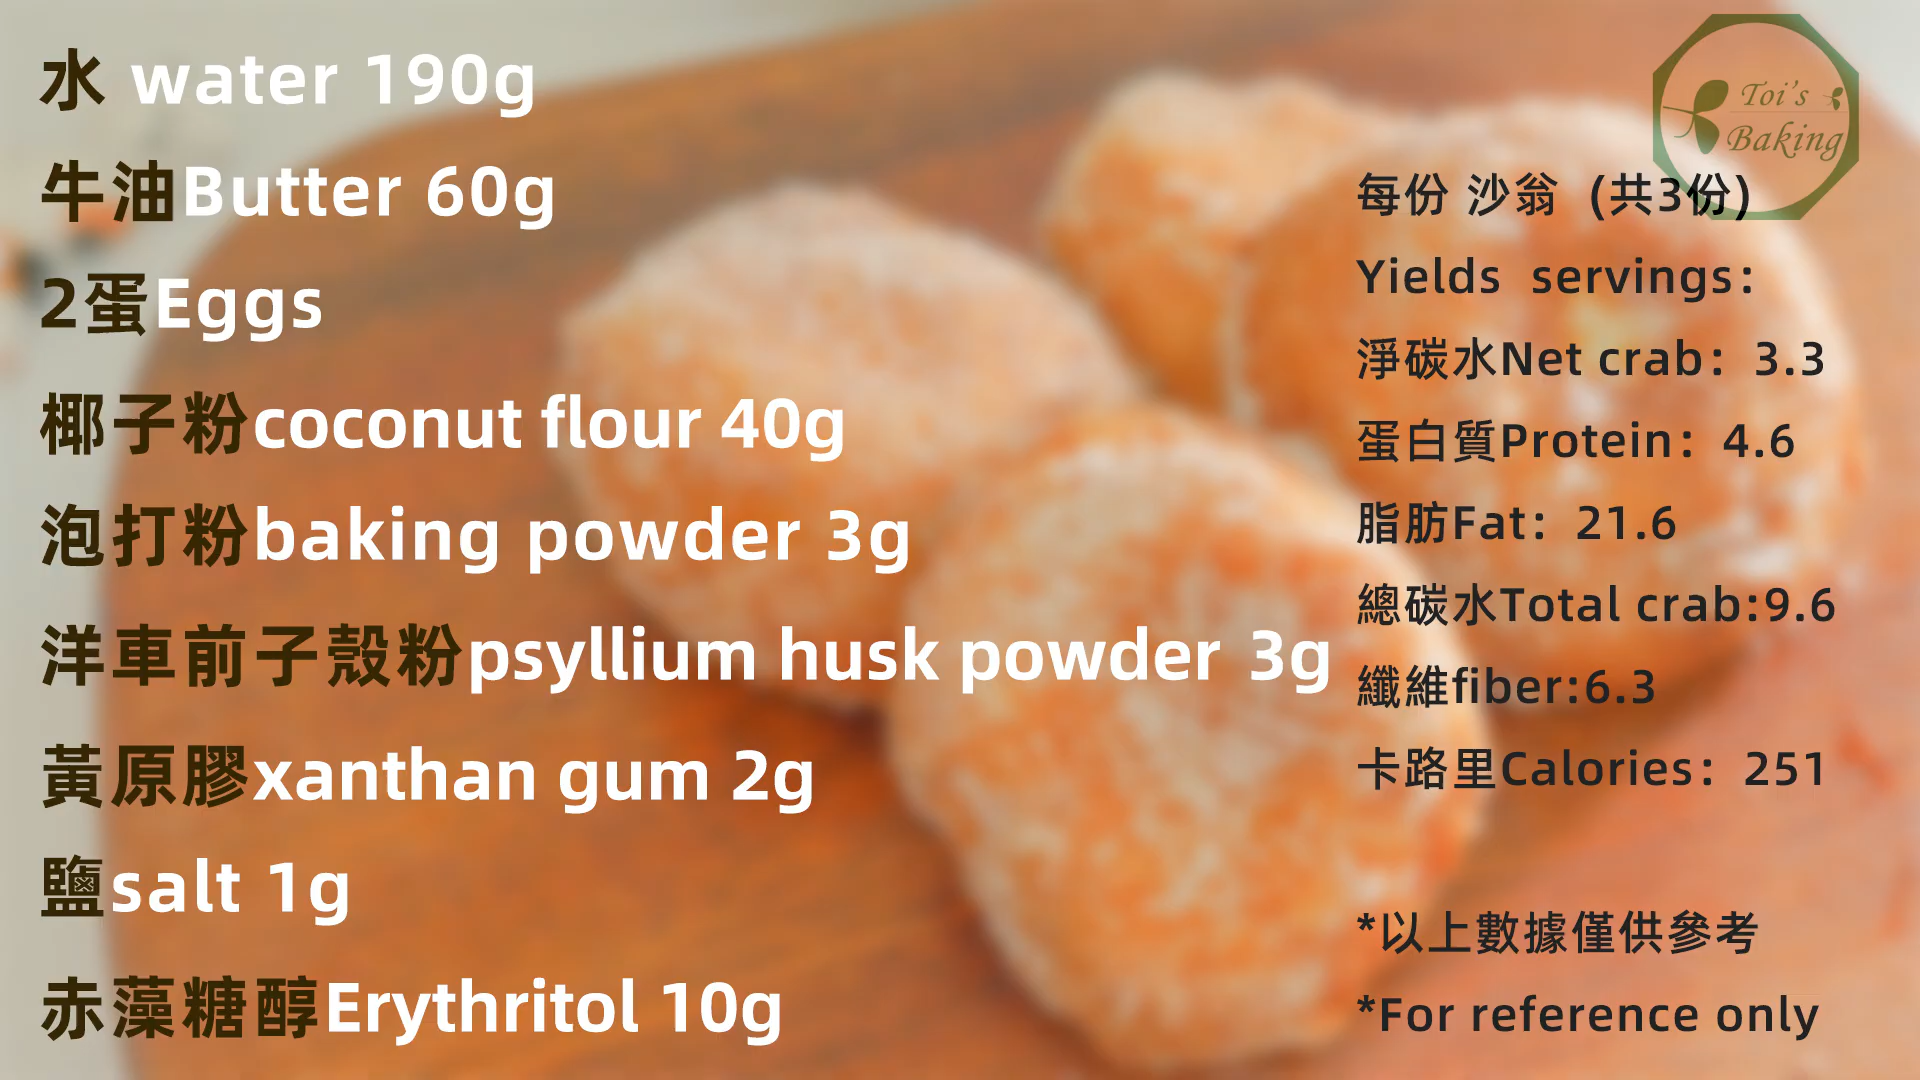 水 water 190g
牛油Butter 60g
2蛋Eggs
椰子粉coconut flour 40g
泡打粉baking powder 3g
洋車前子殼粉psyllium husk powder 3g
黃原膠xanthan gum 2g
鹽salt 1g
赤藻糖醇Erythritol 10g
Toi's
Baking
每份 沙翁 (共3份)
Yields servings:
淨碳水Net crab: 3.3
蛋白質Protein: 4.6
脂肪Fat: 21.6
總碳水Total crab:9.6
纖維fiber:6.3
卡路里Calories: 251
*以上數據僅供參考
*For reference only